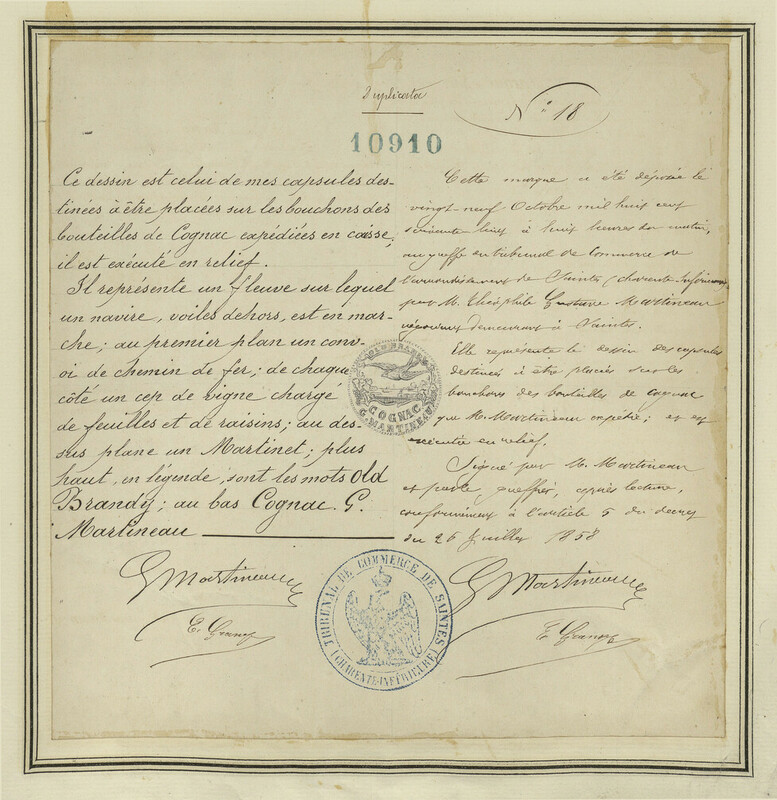 Duplicata
N° 18
10910
Ce dessin est celui de mes capsules des-
tinées à être placées sur les bouchons des
bouteilles de Cognac expédiées en caisse;
il est exécuté en relief.
Il représente un fleuve sur lequel
un navire, voiles dehors, est en mar-
che; au premier plan un conv-
oi de chemin de fer; de chaque
côté un cep de vigne chargé
de feuilles et de raisins; au des-
sus plane un Martinet; plus
haut, en légende, sont les mots Old
Brandy; au bas Cognac. G.
Martineau
G Martineau
Cette marque a été déposée le
vingt-neuf Octobre mil huit cent
soixante trois à huit heures du matin,
au greffe du tribunal de Commerce de
l'arrondissement de Saintes (charente Inférieure)
par M. Théophile Gustave Martineau
négociant demeurant à Saintes.
Elle représente le dessin des capsules
destinées à être placées sur les
bouchons des bouteilles de cognac
que M. Martineau expédie; et est
exécutée en relief.
Signé par M. Martineau
et par le greffier, après lecture,
conformément à l'article 5 du décret
du 26 Juillet 1858
G Martineau
OLD BRANDY
COGNAC
G. MARTINEAU
TRIBUNAL DE COMMERCE DE SAINTES
(CHARENTE-INFÉRIEURE)